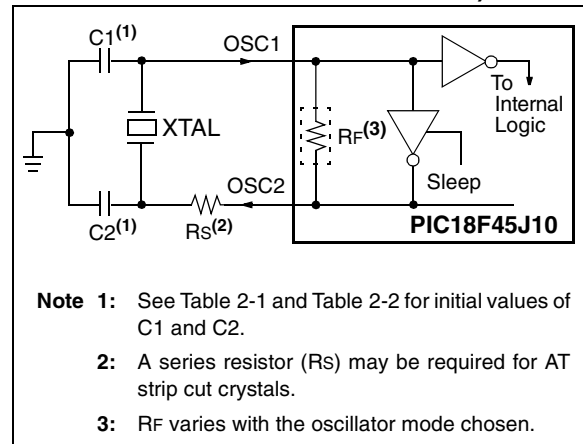 C1(1)
OSC1
To
Internal
Logic
XTAL
RF(3)
OSC2
Sleep
C2(1)
RS(2)
PIC18F45J10
Note 1: See Table 2-1 and Table 2-2 for initial values of
C1 and C2.
2: A series resistor (RS) may be required for AT
strip cut crystals.
3: RF varies with the oscillator mode chosen.